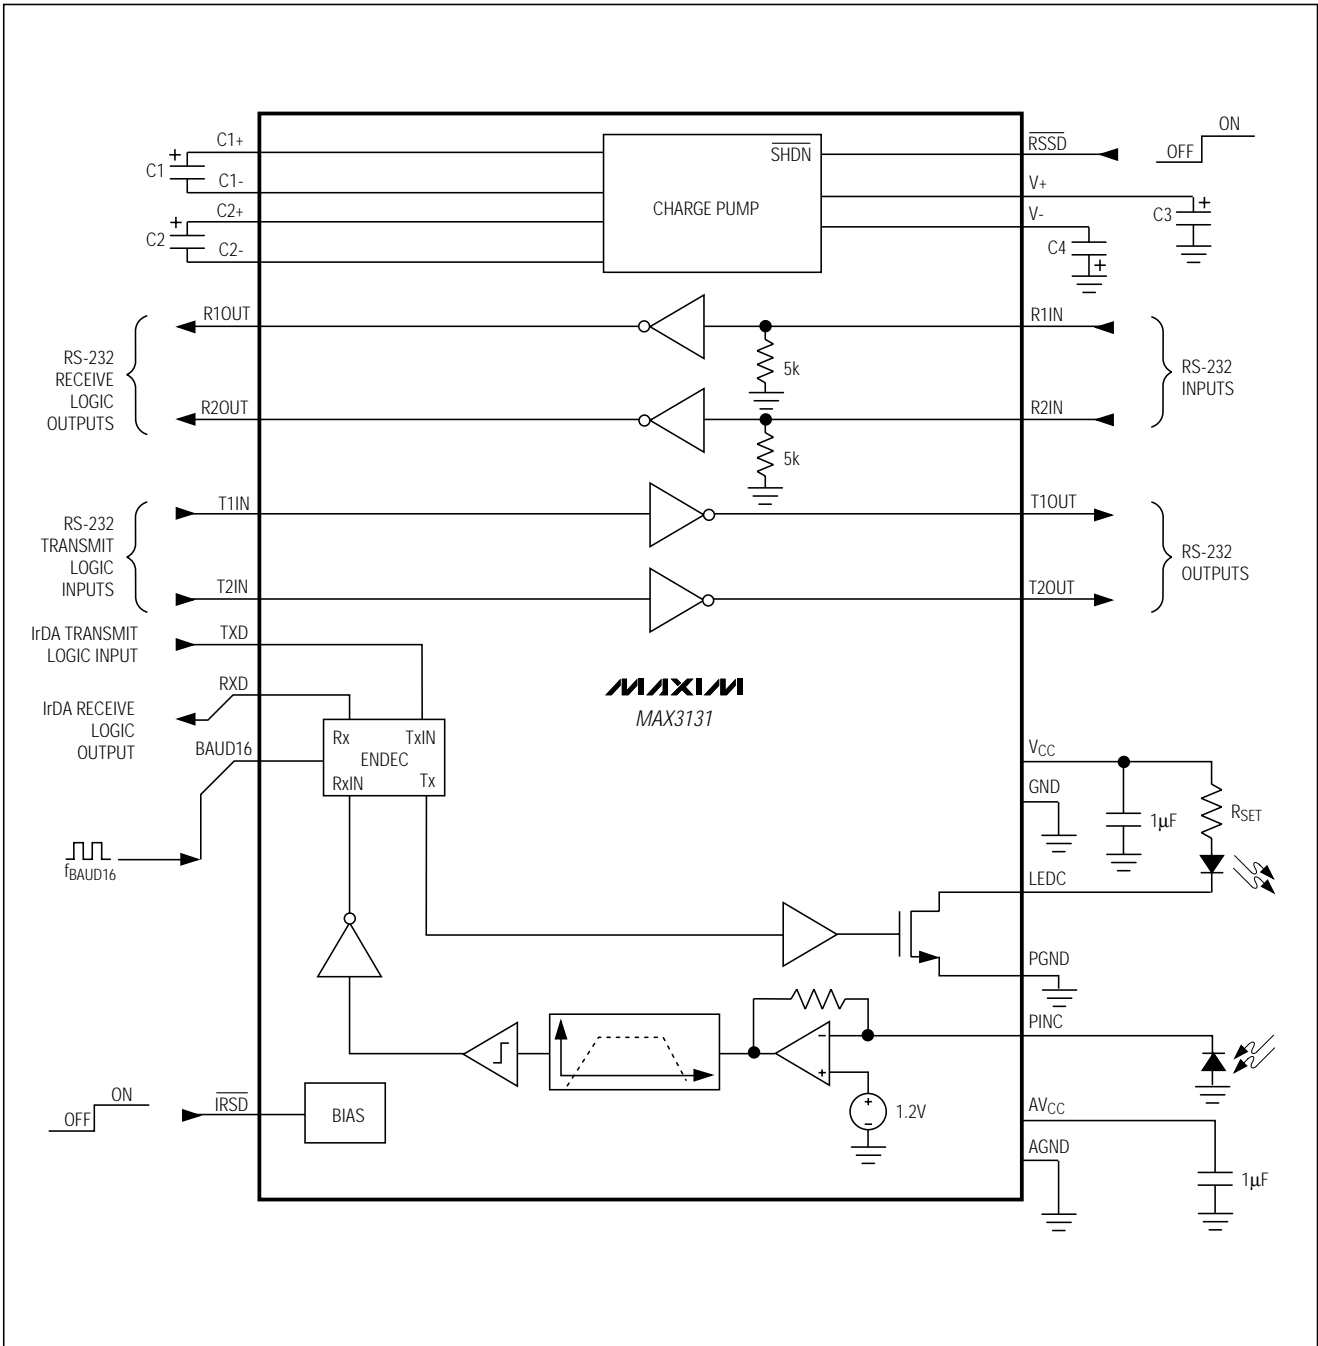 ON
OFF
C1+
C1
+
C1-
C2+
C2
+
C2-
SHDN
CHARGE PUMP
RSSD
V+
+
C3
V-
C4
+
R1OUT
R1IN
5k
RS-232
RECEIVE
LOGIC
OUTPUTS
RS-232
INPUTS
R2OUT
R2IN
5k
T1IN
T1OUT
RS-232
TRANSMIT
LOGIC
INPUTS
RS-232
OUTPUTS
T2IN
T2OUT
IrDA TRANSMIT
LOGIC INPUT
TXD
RXD
IrDA RECEIVE
LOGIC
OUTPUT
MAXIM
MAX3131
BAUD16
Rx
TxIN
ENDEC
RxIN
Tx
VCC
GND
1µF
RSET
fBAUD16
LEDC
PGND
PINC
-
+
+
-
1.2V
ON
OFF
IRSD
BIAS
AVCC
AGND
1µF